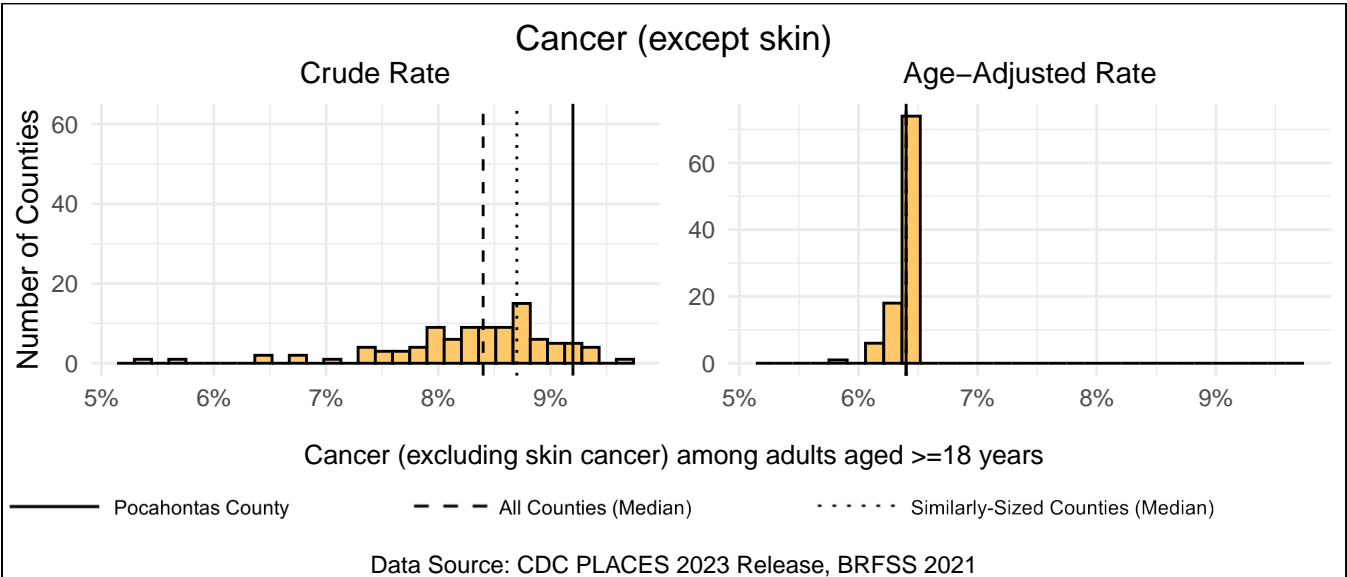 Cancer (except skin)
Crude Rate
Age−Adjusted Rate
Number of Counties
60
40
20
0
5%
6%
7%
8%
9%
60
40
20
0
5%
6%
7%
8%
9%
Cancer (excluding skin cancer) among adults aged >=18 years
Pocahontas County
All Counties (Median)
Similarly-Sized Counties (Median)
Data Source: CDC PLACES 2023 Release, BRFSS 2021